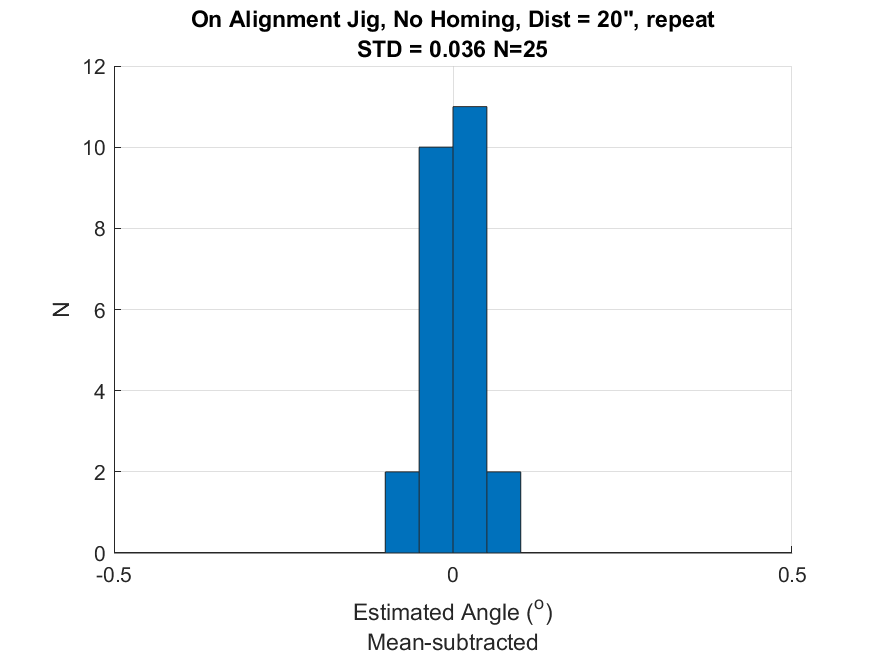 On Alignment Jig, No Homing, Dist = 20", repeat
STD = 0.036 N=25
12
10
8
6
4
2
0
N
-0.5
0
0.5
Estimated Angle (o)
Mean-subtracted